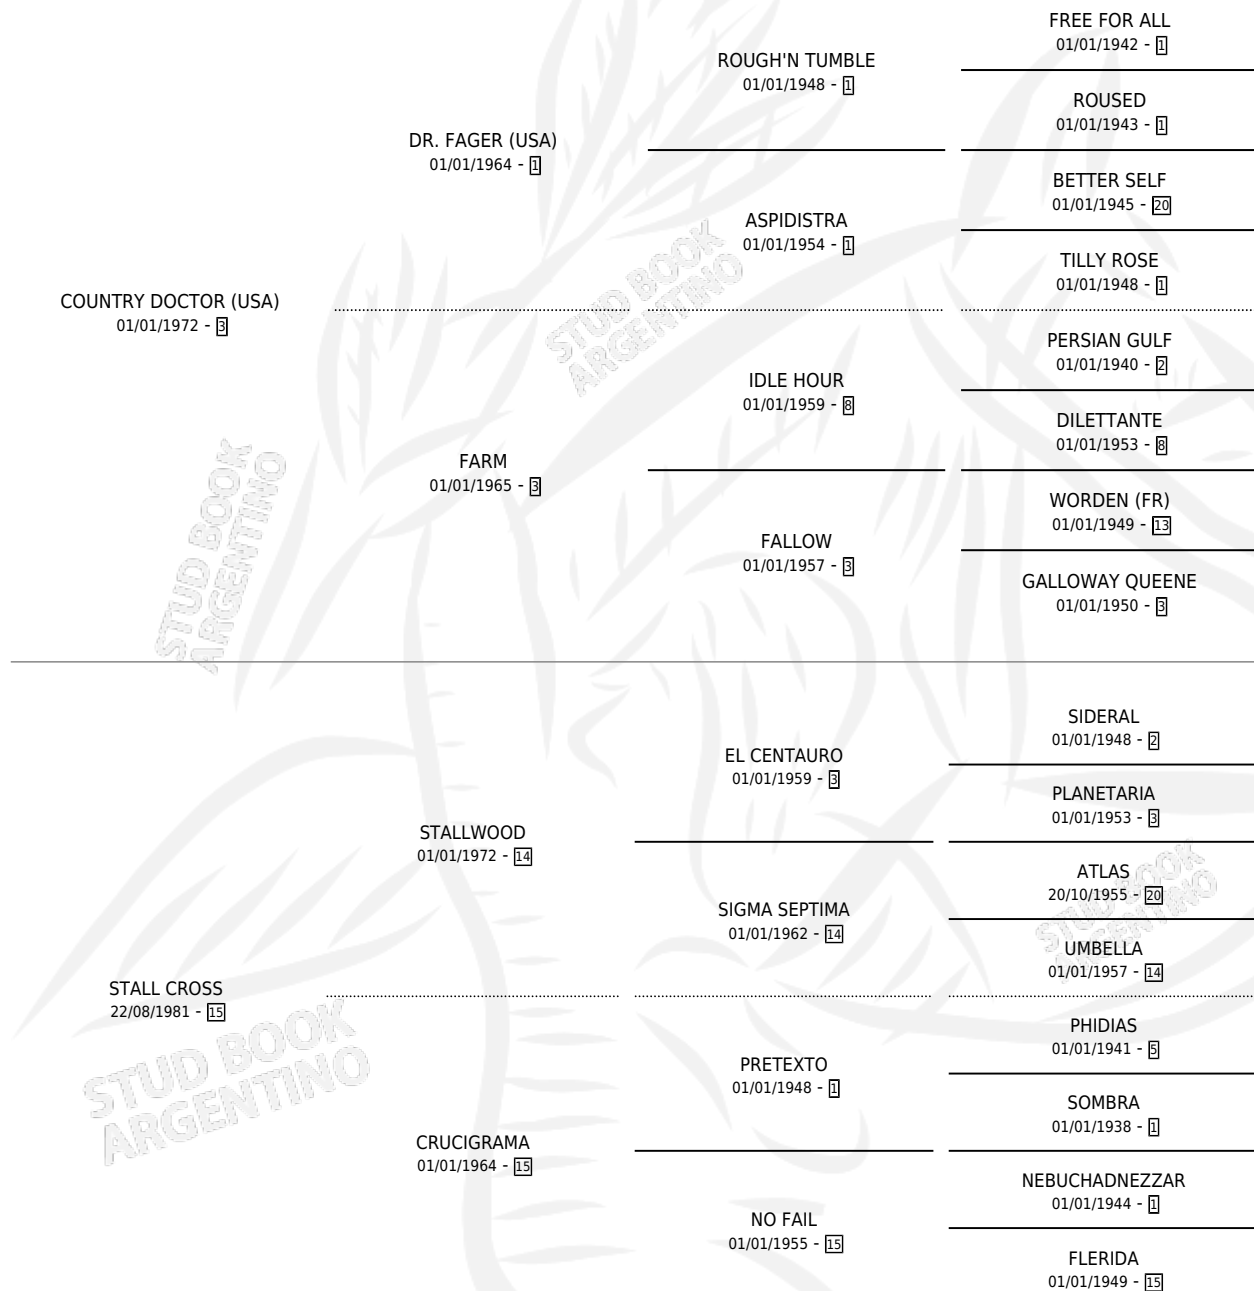 FREE FOR ALL
01/01/1942 - 1
ROUGH'N TUMBLE
01/01/1948 - 1
ROUSED
01/01/1943 - 1
DR. FAGER (USA)
01/01/1964 - 1
BETTER SELF
01/01/1945 - 20
ASPIDISTRA
01/01/1954 - 1
TILLY ROSE
01/01/1948 - 1
COUNTRY DOCTOR (USA)
01/01/1972 - 3
PERSIAN GULF
01/01/1940 - 2
IDLE HOUR
01/01/1959 - 8
DILETTANTE
01/01/1953 - 8
FARM
01/01/1965 - 3
WORDEN (FR)
01/01/1949 - 13
FALLOW
01/01/1957 - 3
GALLOWAY QUEENE
01/01/1950 - 3
SIDERAL
01/01/1948 - 2
EL CENTAURO
01/01/1959 - 3
PLANETARIA
01/01/1953 - 3
STALLWOOD
01/01/1972 - 14
ATLAS
20/10/1955 - 20
SIGMA SEPTIMA
01/01/1962 - 14
UMBELLA
01/01/1957 - 14
STALL CROSS
22/08/1981 - 15
PHIDIAS
01/01/1941 - 5
PRETEXTO
01/01/1948 - 1
SOMBRA
01/01/1938 - 1
CRUCIGRAMA
01/01/1964 - 15
NEBUCHADNEZZAR
01/01/1944 - 1
NO FAIL
01/01/1955 - 15
FLERIDA
01/01/1949 - 15
STUD BOOK
ARGENTINO
STUD BOOK
ARGENTINO
STUD BOOK
ARGENTINO
STUD BOOK
ARGENTINO